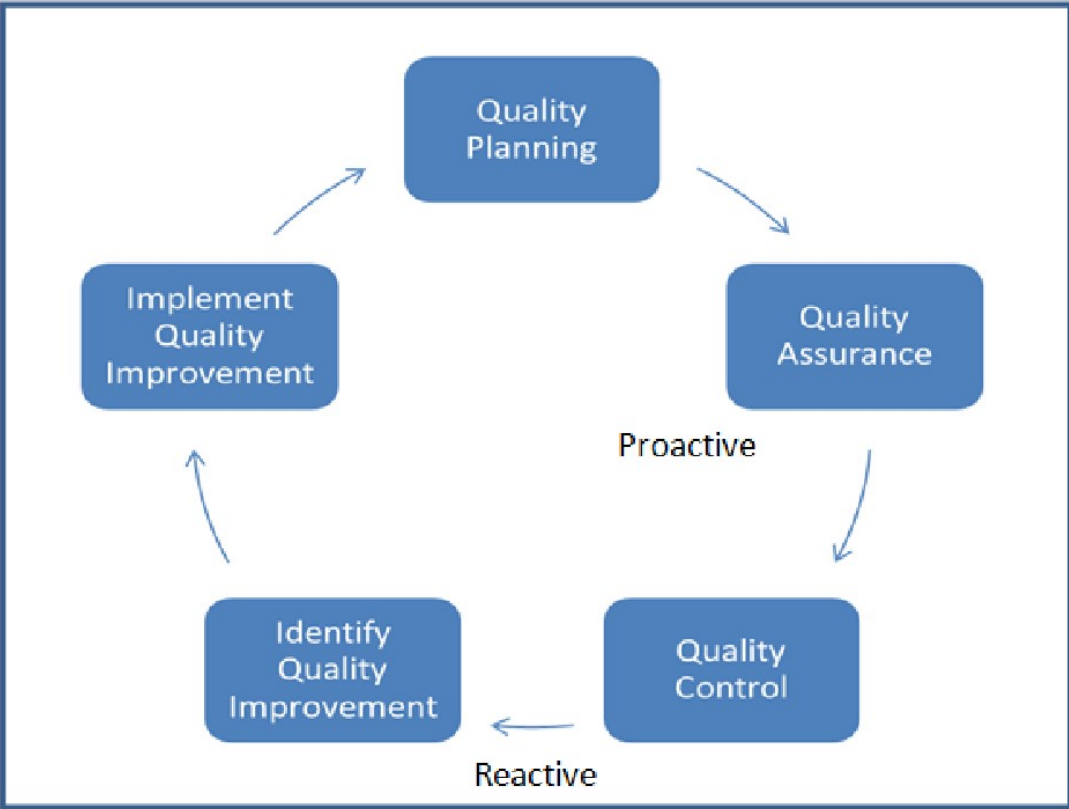 Quality
Planning
Quality
Assurance
Proactive
Quality
Control
Reactive
Identify
Quality
Improvement
Implement
Quality
Improvement